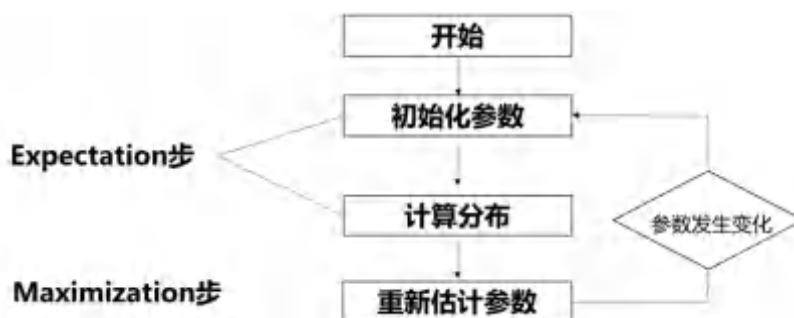 开始
初始化参数
Expectation步
计算分布
参数发生变化
Maximization步
重新估计参数